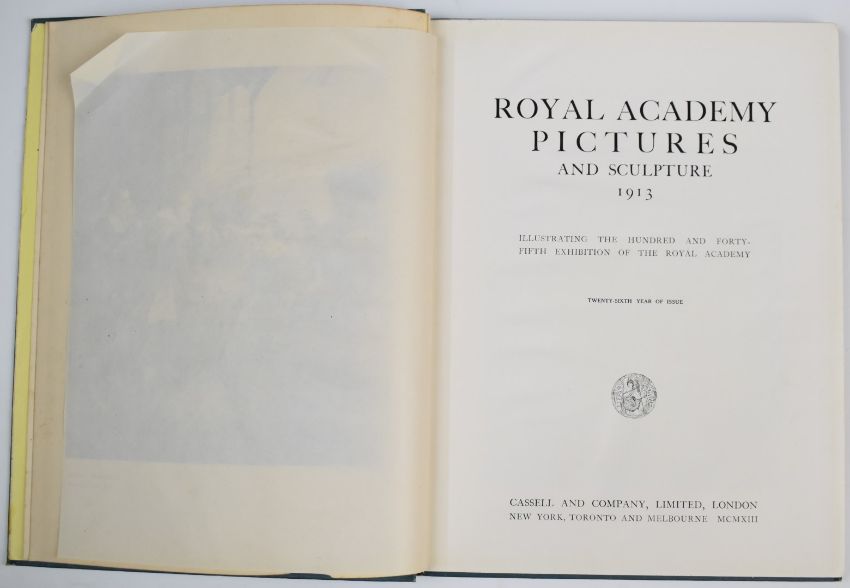 ROYAL ACADEMY
PICTURES
AND SCULPTURE
1913
ILLUSTRATING THE HUNDRED AND FORTY-
FIFTH EXHIBITION OF THE ROYAL ACADEMY
TWENTY-SIXTH YEAR OF ISSUE
CASSELL AND COMPANY, LIMITED, LONDON
NEW YORK, TORONTO AND MELBOURNE MCMXIII